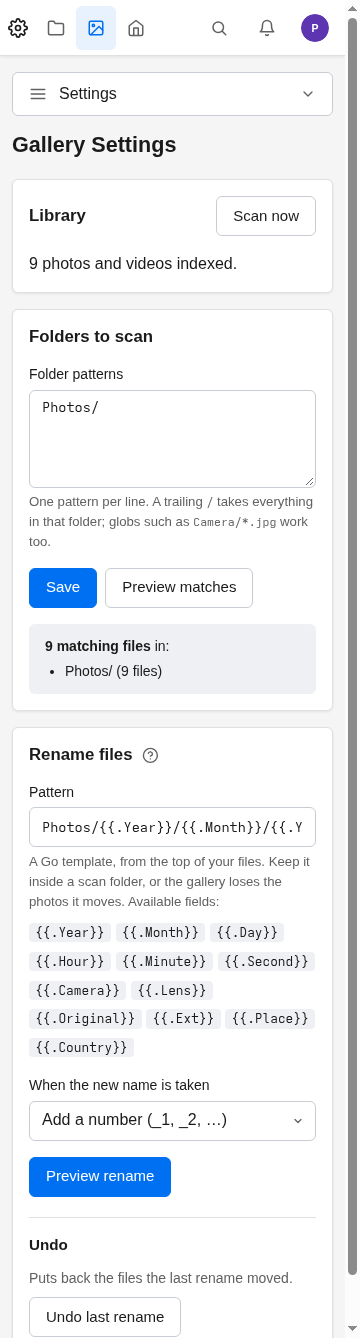 P
Settings
Gallery Settings
Library
Scan now
9 photos and videos indexed.
Folders to scan
Folder patterns
Photos/
One pattern per line. A trailing / takes everything
in that folder; globs such as Camera/*.jpg work
too.
Save Preview matches
9 matching files in:
• Photos/ (9 files)
Rename files
Pattern
Photos/{{.Year}}/{{.Month}}/{{.Y
A Go template, from the top of your files. Keep it
inside a scan folder, or the gallery loses the
photos it moves. Available fields:
{{.Year}} {{.Month}} {{.Day}}
{{.Hour}} {{.Minute}} {{.Second}}
{{.Camera}} {{.Lens}}
{{.Original}} {{.Ext}} {{.Place}}
{{.Country}}
When the new name is taken
Add a number (_1, _2, …)
Preview rename
Undo
Puts back the files the last rename moved.
Undo last rename